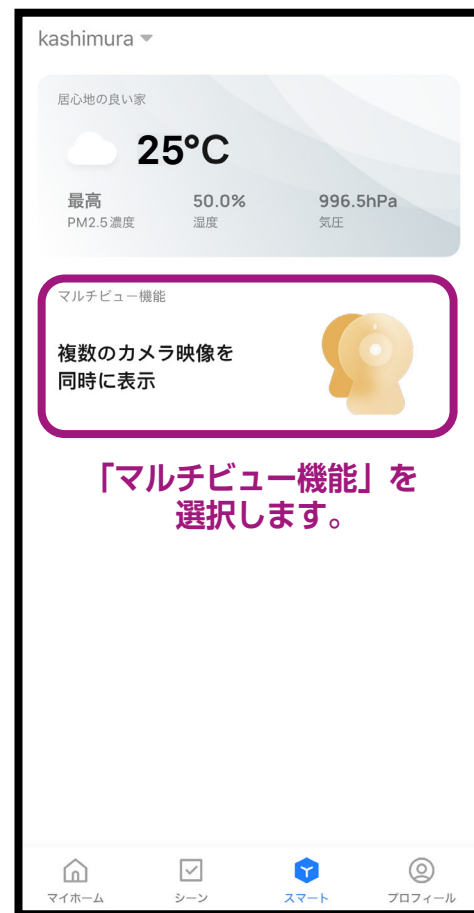 kashimura
居心地の良い家
25°C
最高 50.0% 996.5hPa
PM2.5濃度 湿度 気圧
マルチビュー機能
複数のカメラ映像を
同時に表示
「マルチビュー機能」を
選択します。
マイホーム シーン スマート プロフィール